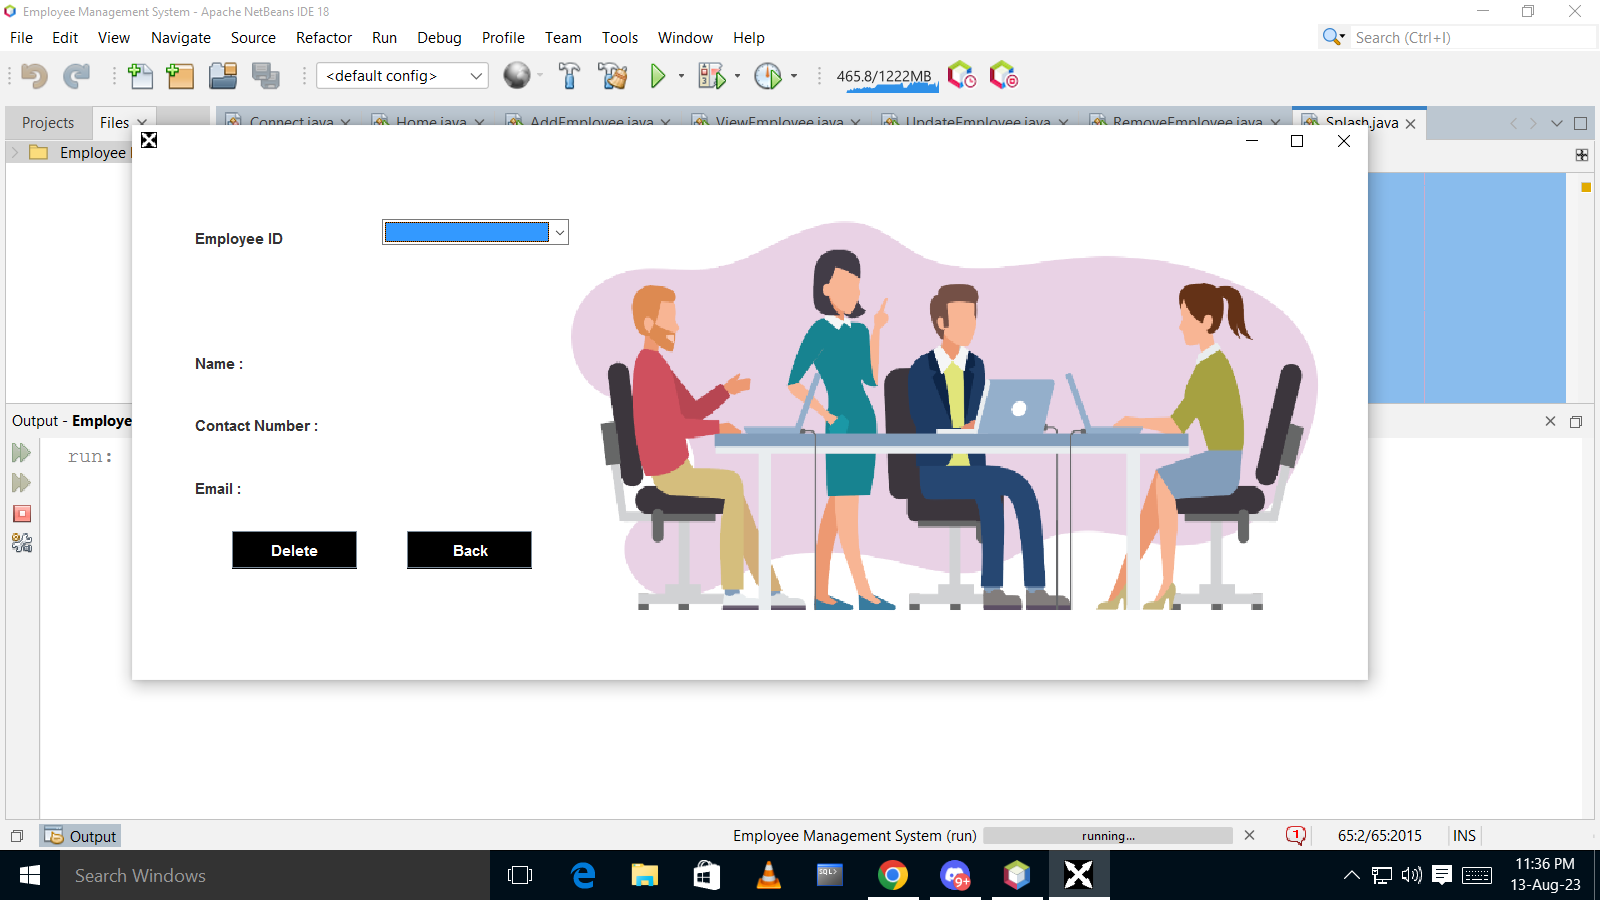 Employee Management System - Apache NetBeans IDE 18
File Edit View Navigate Source Refactor Run Debug Profile Team Tools Window Help
Search (Ctrl+I)
<default config>
465.8/1222MB
Projects Files Connect.java Home.java AddEmployee.java ViewEmployee.java UpdateEmployee.java RemoveEmployee.java Splash.java
Employee
Employee ID
Name :
Contact Number :
Email :
Delete Back
Output - Employe
run:
Output
Employee Management System (run)
running...
1
65:2/65:2015
INS
Search Windows
SQL>
9+
11:36 PM
13-Aug-23